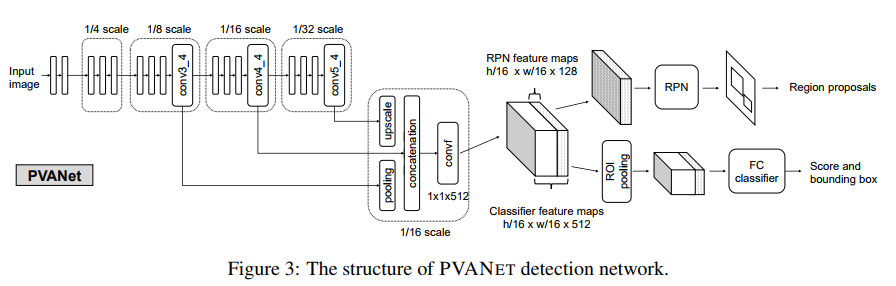 1/4 scale
1/8 scale
1/16 scale
1/32 scale
Input
image
conv3_4
conv4_4
conv5_4
upscale
pooling
concatenation
convf
1x1x512
1/16 scale
PVANet
RPN feature maps
h/16 x w/16 x 128
RPN
Region proposals
ROI
pooling
FC
classifier
Score and
bounding box
Classifier feature maps
h/16 x w/16 x 512
Figure 3: The structure of PVANET detection network.